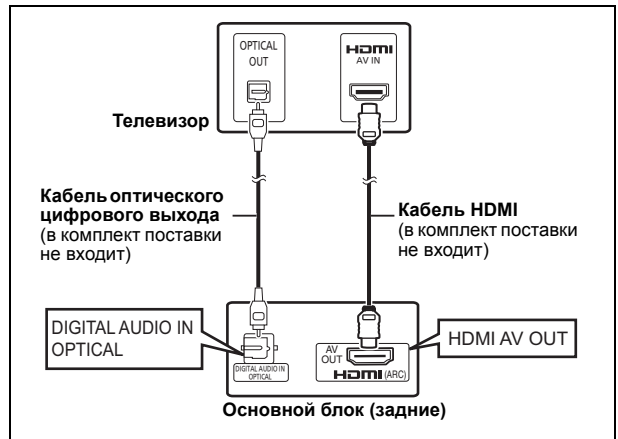 OPTICAL
OUT
HDMI
AV IN
Телевизор
Кабель оптического
цифрового выхода
(в комплект поставки
не входит)
Кабель HDMI
(в комплект поставки
не входит)
DIGITAL AUDIO IN
OPTICAL
DIGITAL AUDIO IN
OPTICAL
AV
OUT
HDMI (ARC)
HDMI AV OUT
Основной блок (задние)